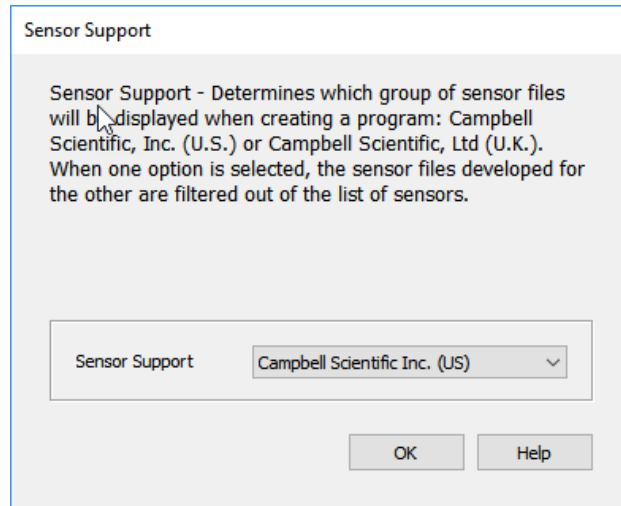 Sensor Support
Sensor Support - Determines which group of sensor files
will be displayed when creating a program: Campbell
Scientific, Inc. (U.S.) or Campbell Scientific, Ltd (U.K.).
When one option is selected, the sensor files developed for
the other are filtered out of the list of sensors.
Sensor Support
Campbell Scientific Inc. (US)
OK
Help